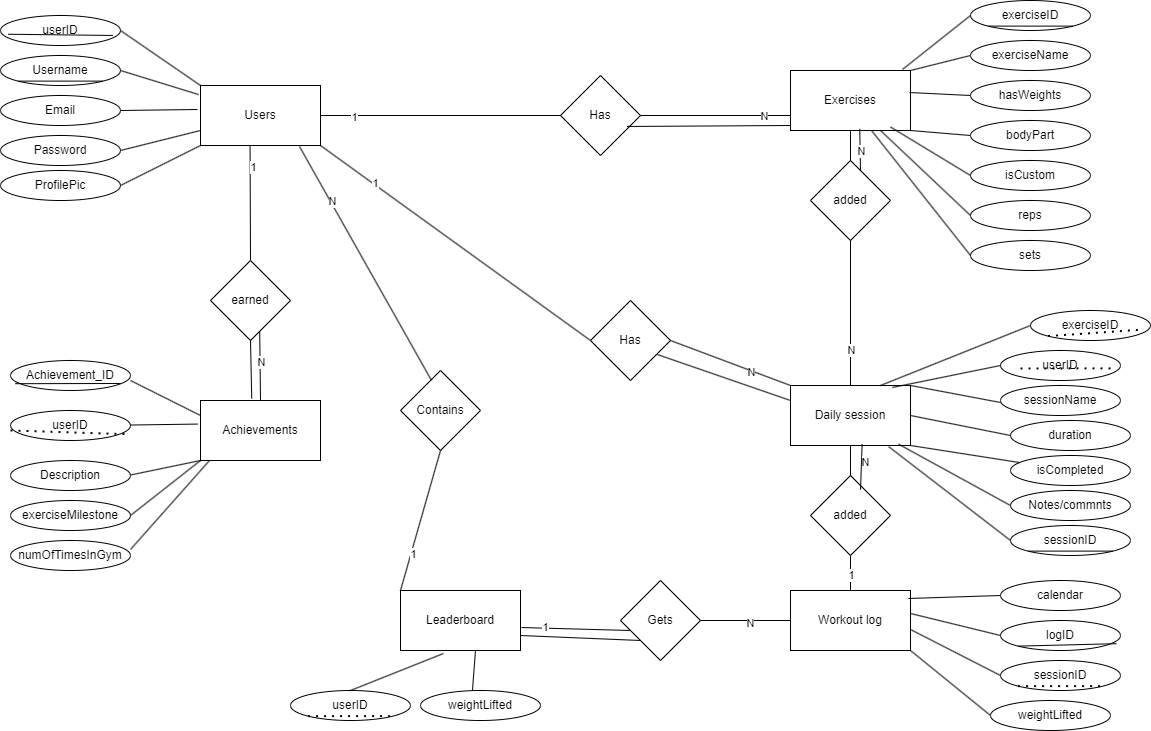 userID
Username
Email
Password
ProfilePic
Users
1
Has
N
Exercises
exerciseID
exerciseName
hasWeights
bodyPart
isCustom
reps
sets
1
N
1
N
added
earned
N
Has
N
N
Achievement_ID
userID
Description
exerciseMilestone
numOfTimesInGym
Achievements
Contains
Daily session
exerciseID
userID
sessionName
duration
isCompleted
Notes/commnts
sessionID
N
added
1
1
Leaderboard
1
Gets
N
Workout log
calendar
logID
sessionID
weightLifted
userID
weightLifted